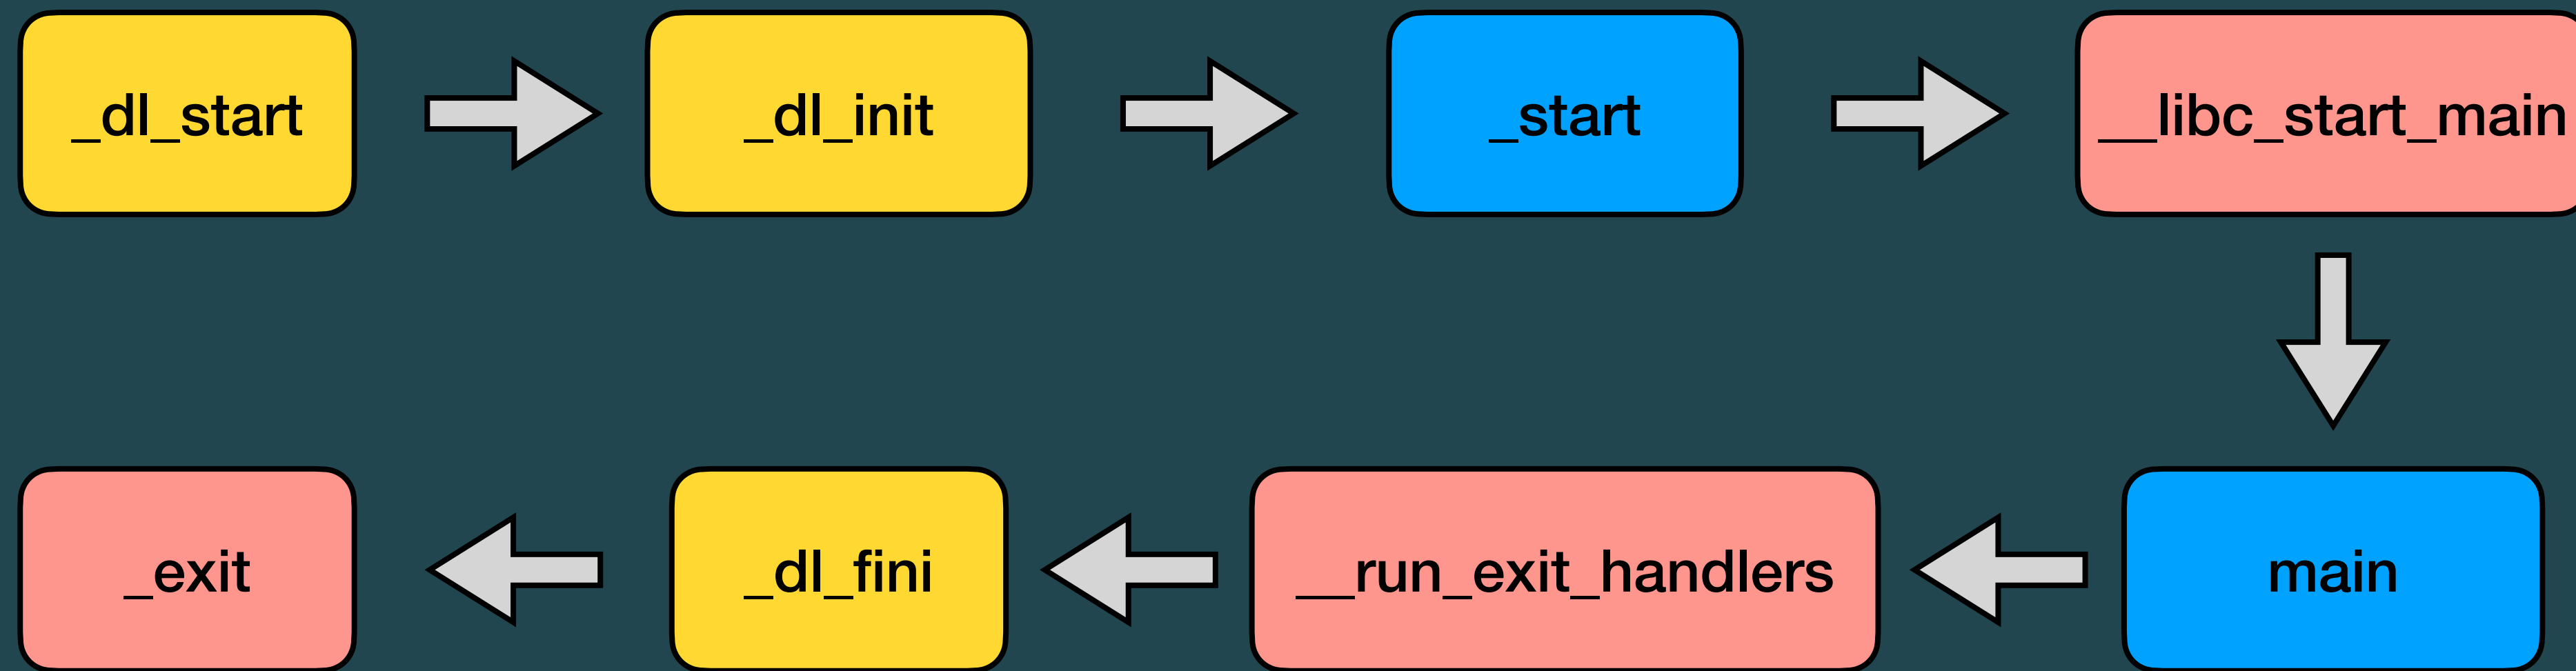 _dl_start
_dl_init
_start
__libc_start_main
main
__run_exit_handlers
_dl_fini
_exit